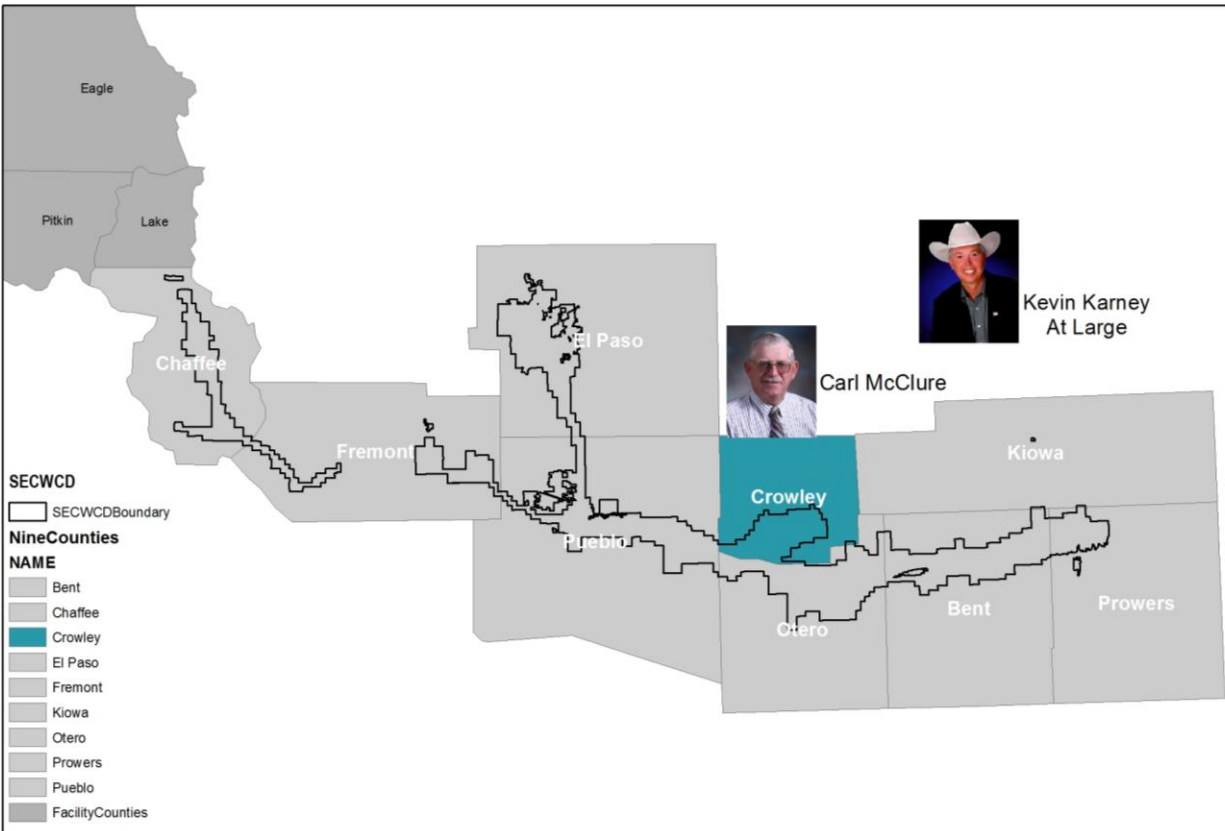 Eagle
Pitkin
Lake
Chaffee
El Paso
Kevin Karney
At Large
Carl McClure
Fremont
Kiowa
Crowley
Pueblo
Otero
Bent
Prowers
SECWCD
SECWCDBoundary
NineCounties
NAME
Bent
Chaffee
Crowley
El Paso
Fremont
Kiowa
Otero
Prowers
Pueblo
FacilityCounties